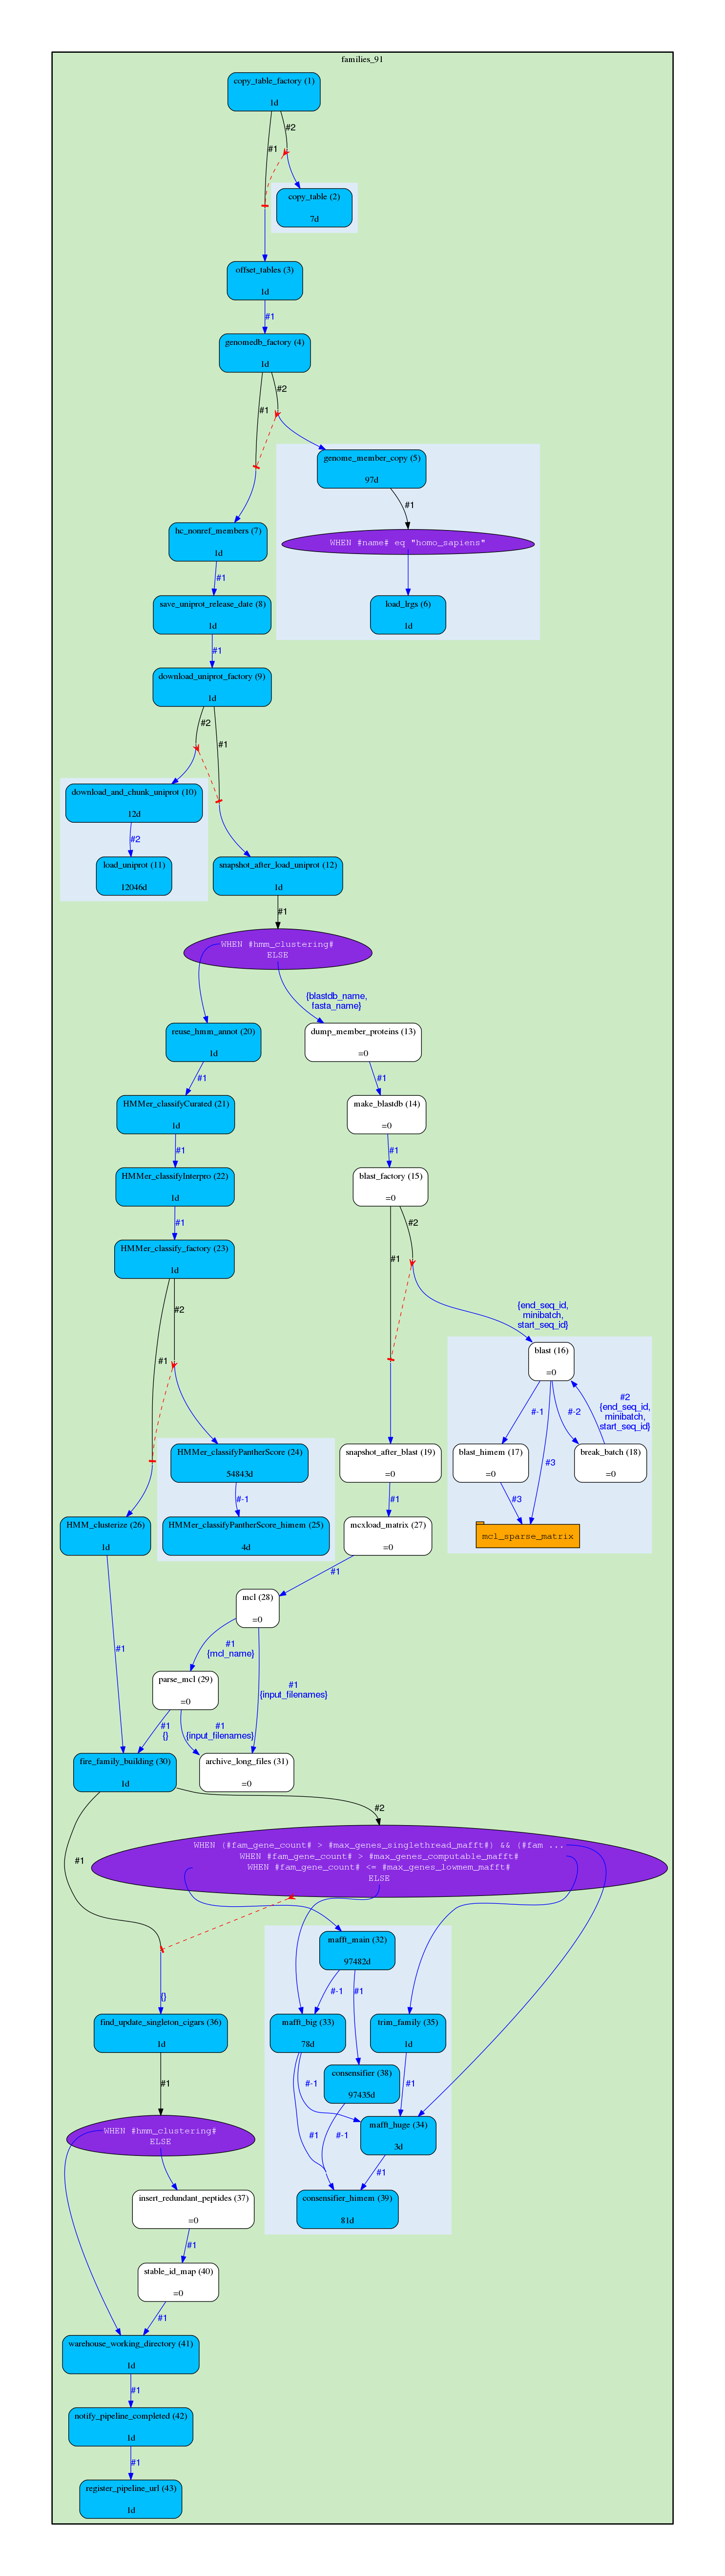 families_91
copy_table_factory (1)
1d
#2
#1
copy_table (2)
7d
offset_tables (3)
1d
#1
genomedb_factory (4)
1d
#2
#1
genome_member_copy (5)
97d
#1
WHEN #name# eq "homo_sapiens"
load_lrgs (6)
1d
hc_nonref_members (7)
1d
#1
save_uniprot_release_date (8)
1d
#1
download_uniprot_factory (9)
1d
#2
#1
download_and_chunk_uniprot (10)
12d
#2
load_uniprot (11)
12046d
snapshot_after_load_uniprot (12)
1d
#1
WHEN #hmm_clustering#
ELSE
{blastdb_name,
fasta_name}
reuse_hmm_annot (20)
1d
dump_member_proteins (13)
=0
#1
#1
HMMer_classifyCurated (21)
1d
make_blastdb (14)
=0
#1
#1
HMMer_classifyInterpro (22)
1d
blast_factory (15)
=0
#1
#2
HMMer_classify_factory (23)
1d
#1
#2
{end_seq_id,
minibatch,
start_seq_id}
#1
blast (16)
=0
#-1
#-2
#2
{end_seq_id,
minibatch,
start_seq_id}
#3
HMMer_classifyPantherScore (24)
54843d
snapshot_after_blast (19)
=0
blast_himem (17)
=0
break_batch (18)
=0
#-1
#1
#3
HMM_clusterize (26)
1d
HMMer_classifyPantherScore_himem (25)
4d
mcxload_matrix (27)
=0
mcl_sparse_matrix
#1
mcl (28)
=0
#1
#1
{mcl_name}
parse_mcl (29)
=0
#1
{input_filenames}
#1
{}
#1
{input_filenames}
fire_family_building (30)
1d
archive_long_files (31)
=0
#2
#1
WHEN (#fam_gene_count# > #max_genes_singlethread_mafft#) && (#fam ...
WHEN #fam_gene_count# > #max_genes_computable_mafft#
WHEN #fam_gene_count# <= #max_genes_lowmem_mafft#
ELSE
mafft_main (32)
97482d
{}
#-1
#1
find_update_singleton_cigars (36)
1d
mafft_big (33)
78d
trim_family (35)
1d
#1
#-1
consensifier (38)
97435d
#1
WHEN #hmm_clustering#
ELSE
#1
#-1
mafft_huge (34)
3d
#1
insert_redundant_peptides (37)
=0
consensifier_himem (39)
81d
#1
stable_id_map (40)
=0
#1
warehouse_working_directory (41)
1d
#1
notify_pipeline_completed (42)
1d
#1
register_pipeline_url (43)
1d